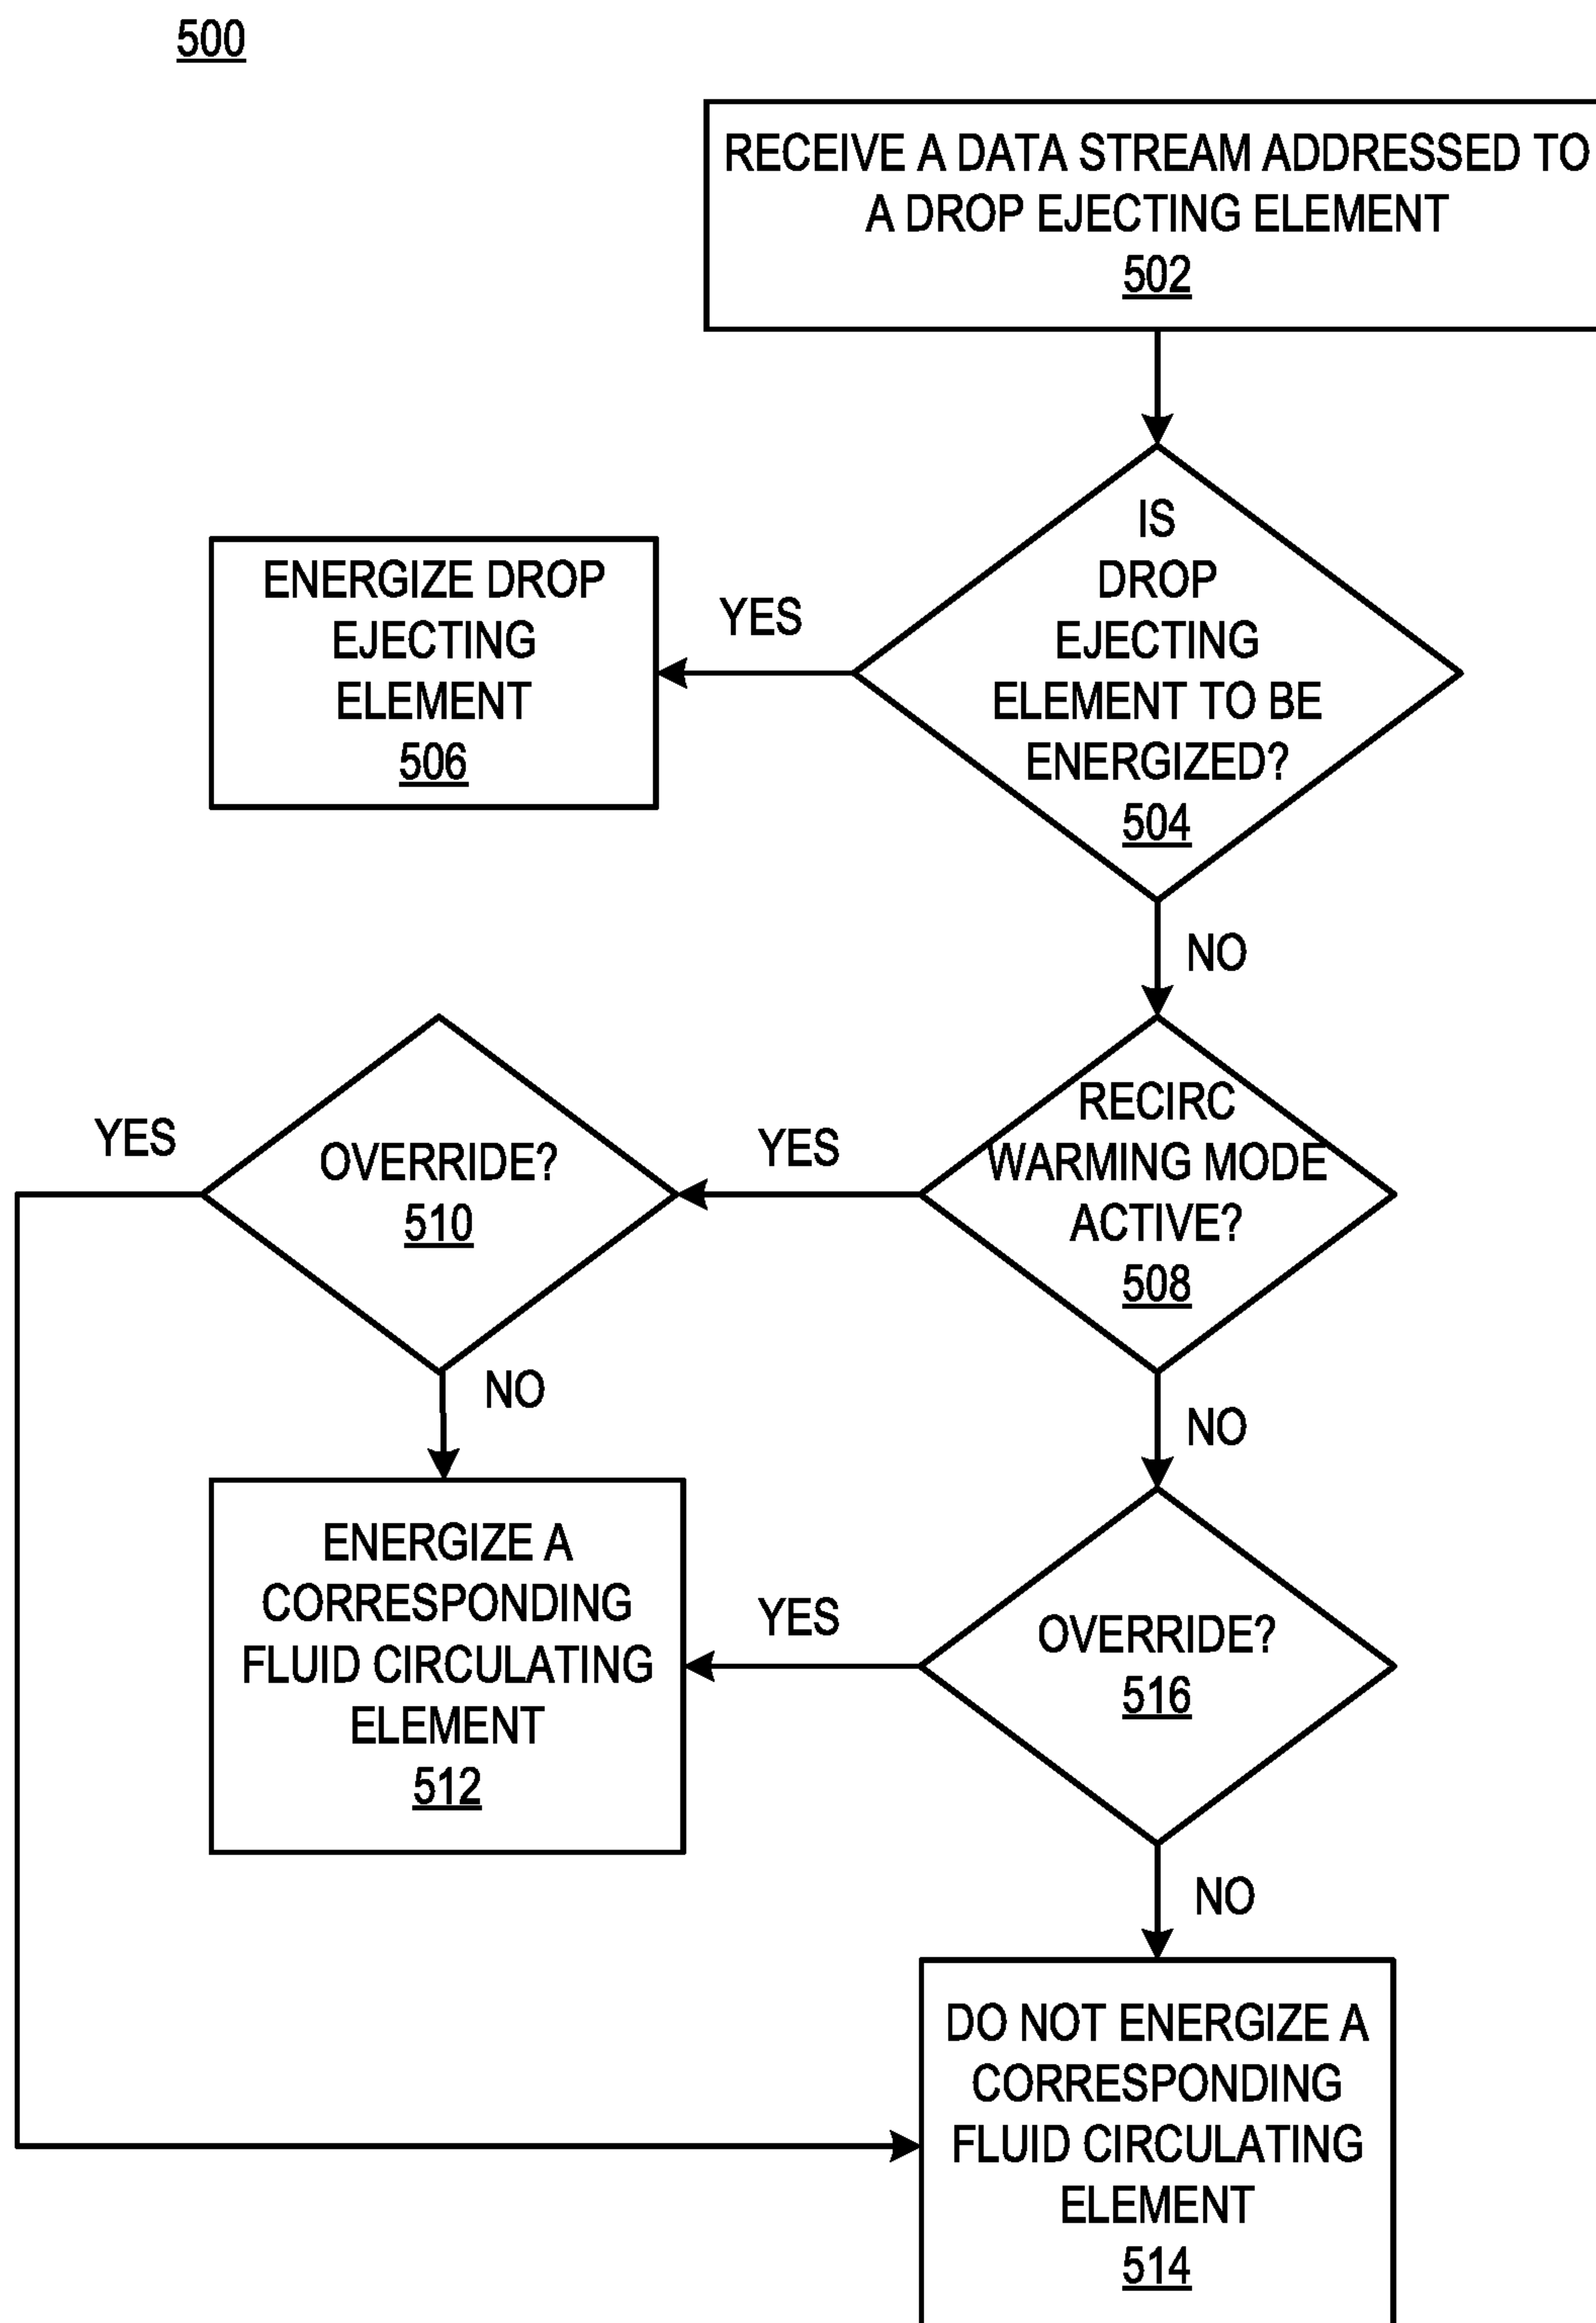 500
RECEIVE A DATA STREAM ADDRESSED TO
A DROP EJECTING ELEMENT
502
IS
DROP
EJECTING
ELEMENT TO BE
ENERGIZED?
504
YES
ENERGIZE DROP
EJECTING
ELEMENT
506
NO
RECIRC
WARMING MODE
ACTIVE?
508
YES
OVERRIDE?
510
YES
NO
NO
ENERGIZE A
CORRESPONDING
FLUID CIRCULATING
ELEMENT
512
YES
OVERRIDE?
516
NO
DO NOT ENERGIZE A
CORRESPONDING
FLUID CIRCULATING
ELEMENT
514